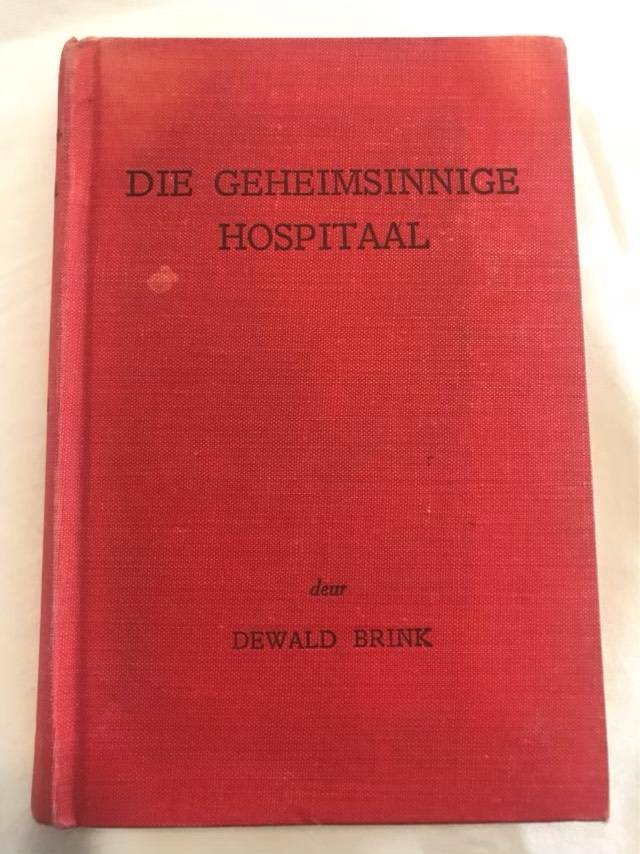 DIE GEHEIMSINNIGE
HOSPITAAL
deur
DEWALD BRINK